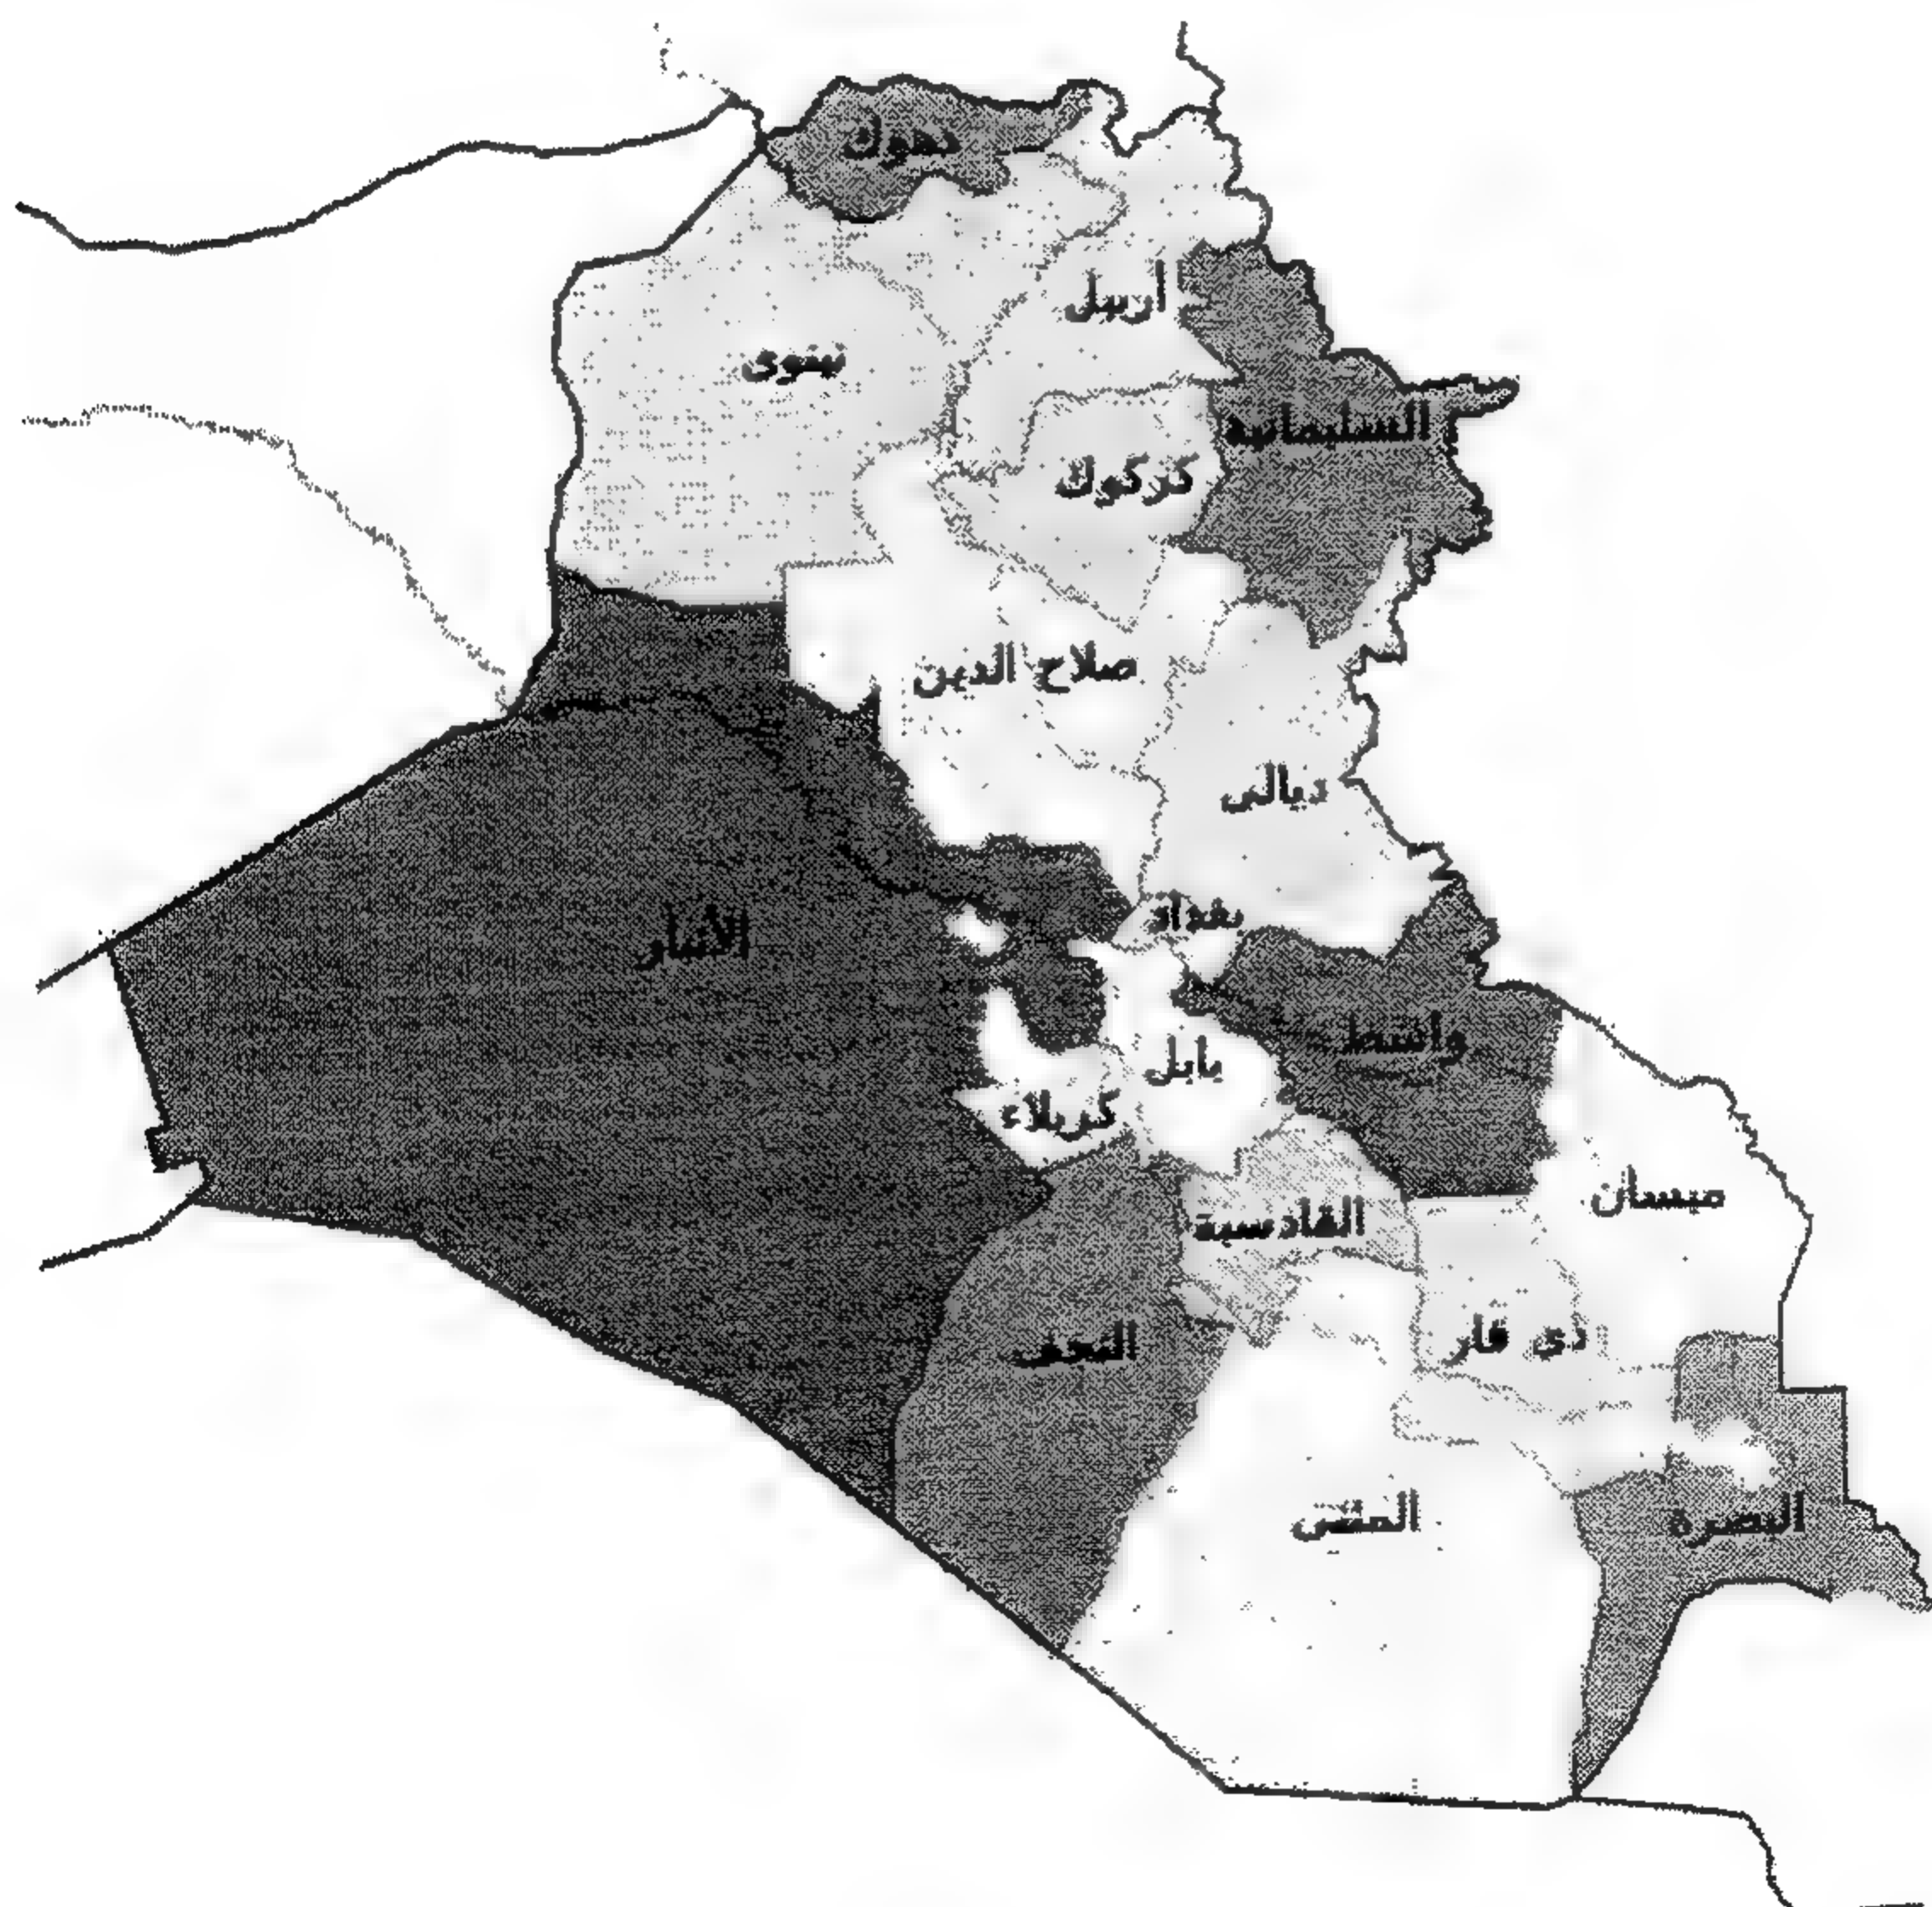 دهوك
أربيل
نينوى
السليمانية
كركوك
صلاح الدين
ديالى
بغداد
الأنبار
واسط
بابل
كربلاء
ميسان
القادسية
ذي قار
النجف
المثنى
البصرة